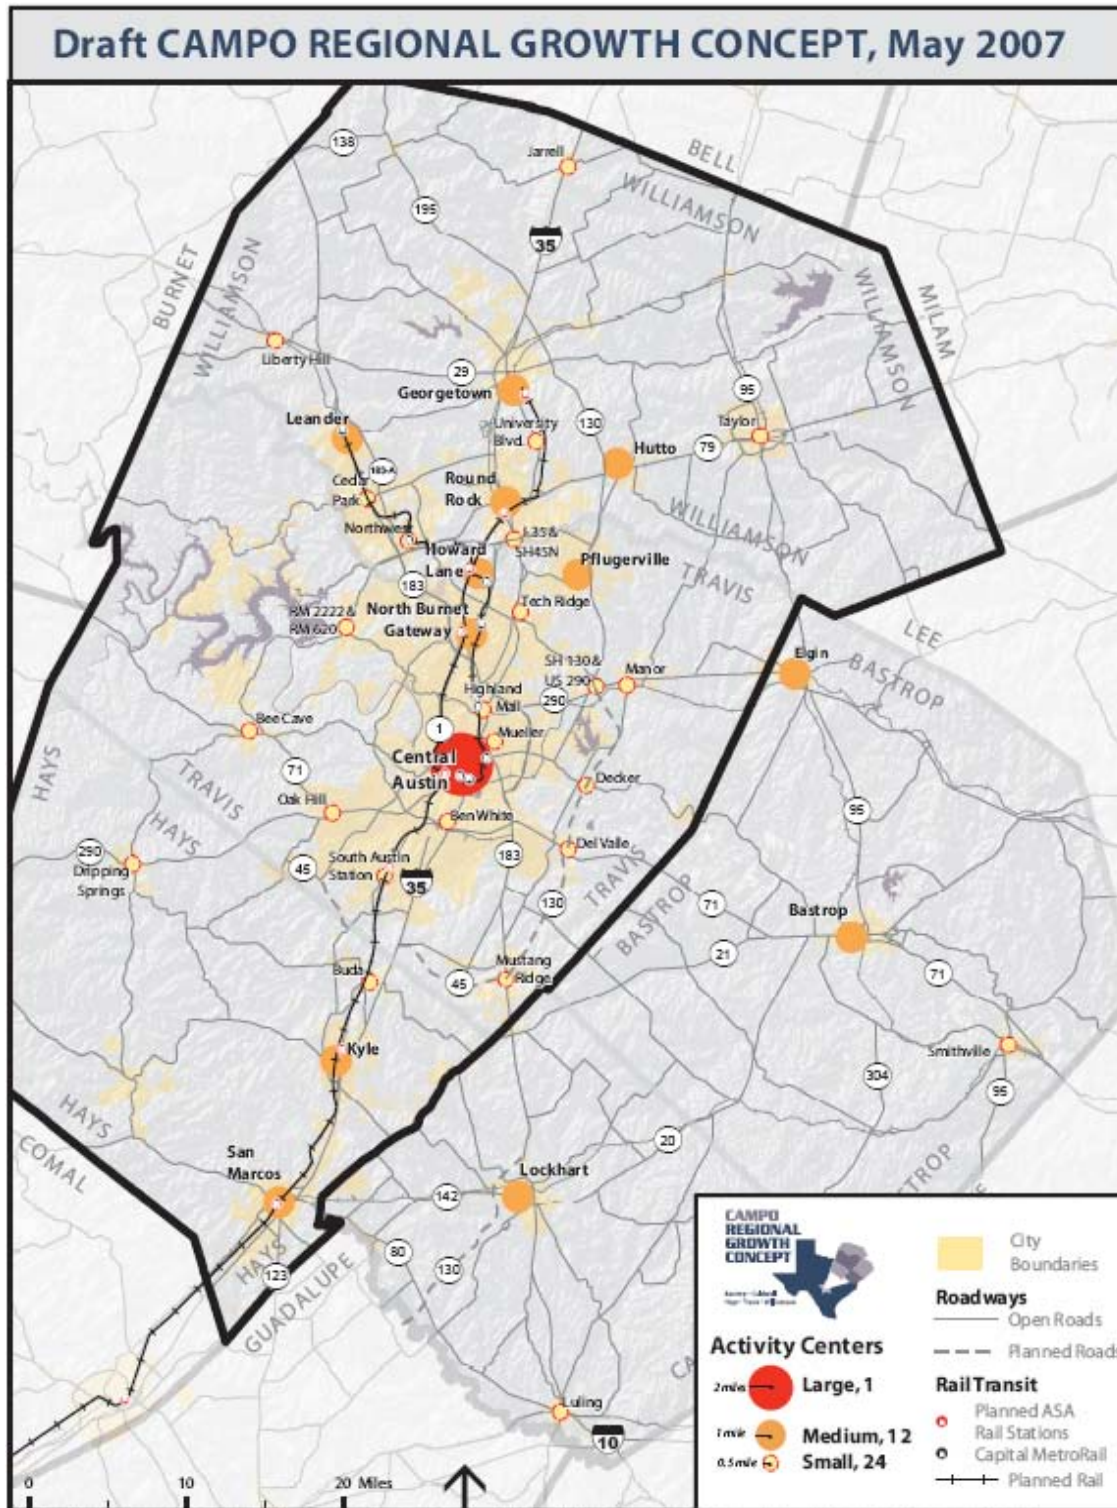 Draft CAMPO REGIONAL GROWTH CONCEPT, May 2007
138
Jarrell
BELL
WILLIAMSON
195
35
BURNET
WILLIAMSON
WILLIAMSON
MILAM
Liberty Hill
29
Georgetown
95
Leander
University
Blvd.
130
Taylor
Hutto
79
183-A
Cedar
Park
Round
Rock
Northwest
I-35 &
SH45N
WILLIAMSON
Howard
Lane
Pflugerville
TRAVIS
183
RM 2222 &
RM 620
North Burnet
Gateway
Tech Ridge
LEE
BASTROP
Elgin
SH 130 &
US 290
Manor
Highland
Mall
290
Bee Cave
1
Mueller
HAYS
71
TRAVIS
Central
Austin
Decker
Oak Hill
HAYS
Ben White
95
290
Dripping
Springs
45
South Austin
Station
35
183
Del Valle
TRAVIS
BASTROP
130
71
Bastrop
21
Buda
45
Mustang
Ridge
71
Kyle
Smithville
304
95
HAYS
COMAL
San
Marcos
20
Lockhart
142
HAYS
123
GUADALUPE
80
130
Luling
10
0 10 20 Miles
CAMPO
REGIONAL
GROWTH
CONCEPT
City
Boundaries
Roadways
Open Roads
Planned Roads
Activity Centers
2 miles Large, 1
1 mile Medium, 12
0.5 mile Small, 24
Rail Transit
Planned ASA
Rail Stations
Capital MetroRail
Planned Rail